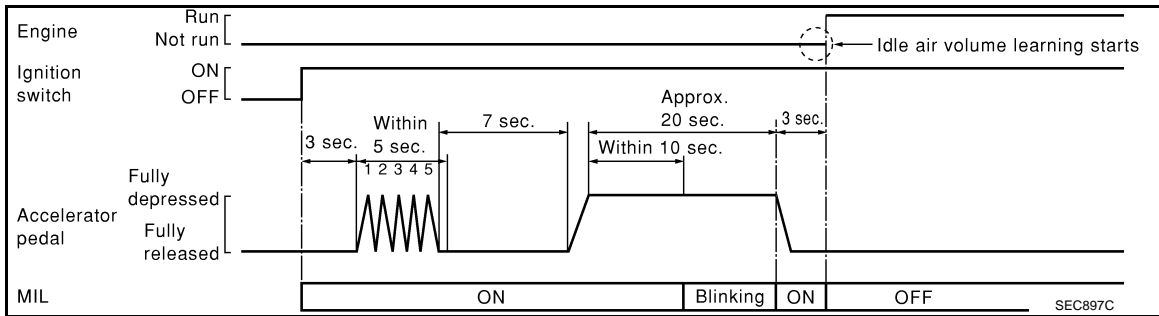 Engine
Run
Not run
Idle air volume learning starts
Ignition
switch
ON
OFF
3 sec.
Within
5 sec.
1 2 3 4 5
7 sec.
Approx.
20 sec.
Within 10 sec.
3 sec.
Accelerator
pedal
Fully
depressed
Fully
released
MIL
ON
Blinking
ON
OFF
SEC897C